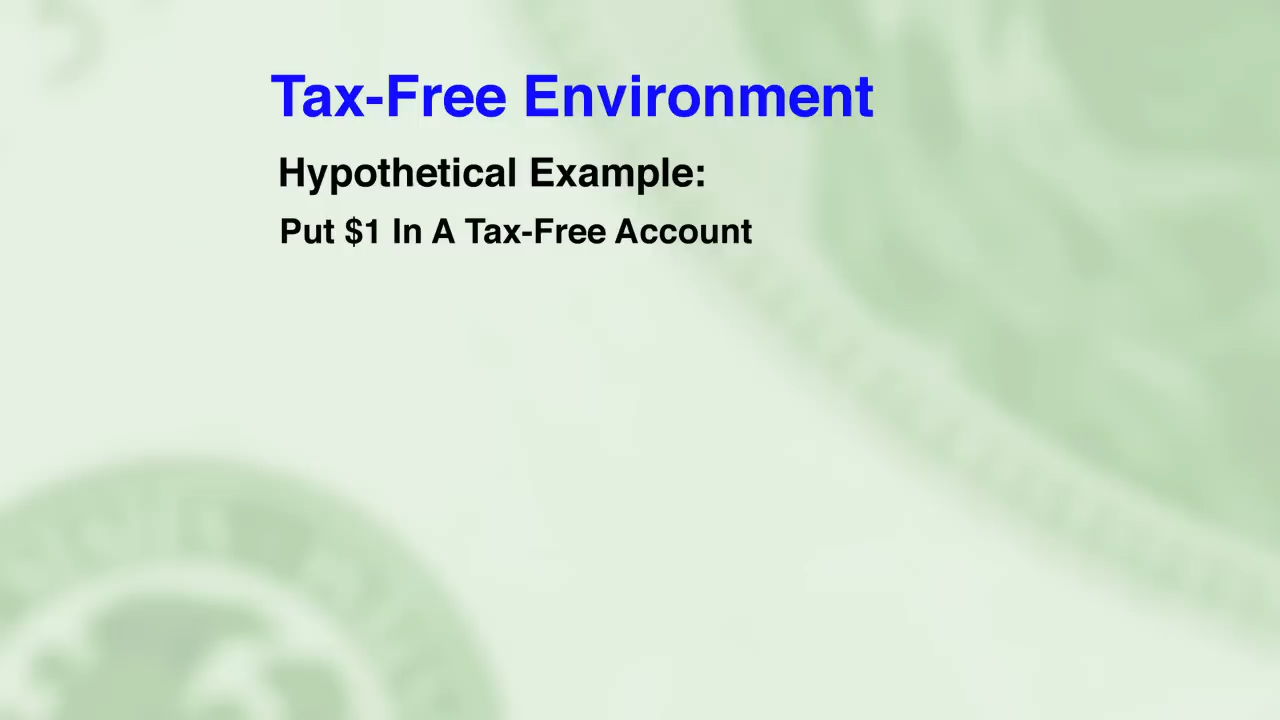 Tax-Free Environment
Hypothetical Example:
Put $1 In A Tax-Free Account